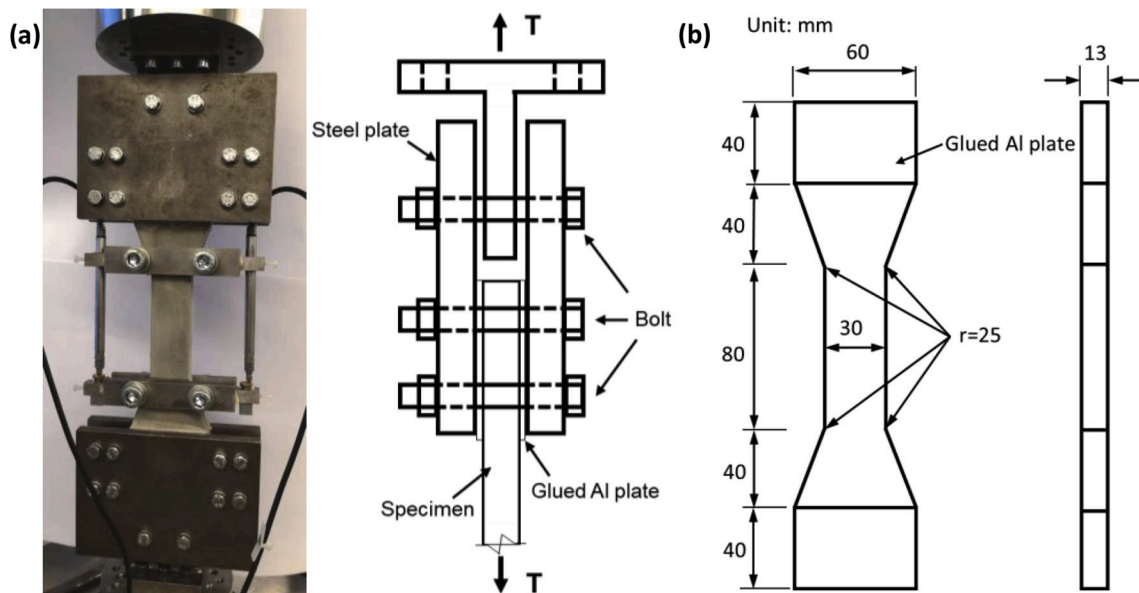 (a)
T
Steel plate
Bolt
Glued Al plate
Specimen
T
(b)
Unit: mm
60
13
40
Glued Al plate
40
80
30
r=25
40
40